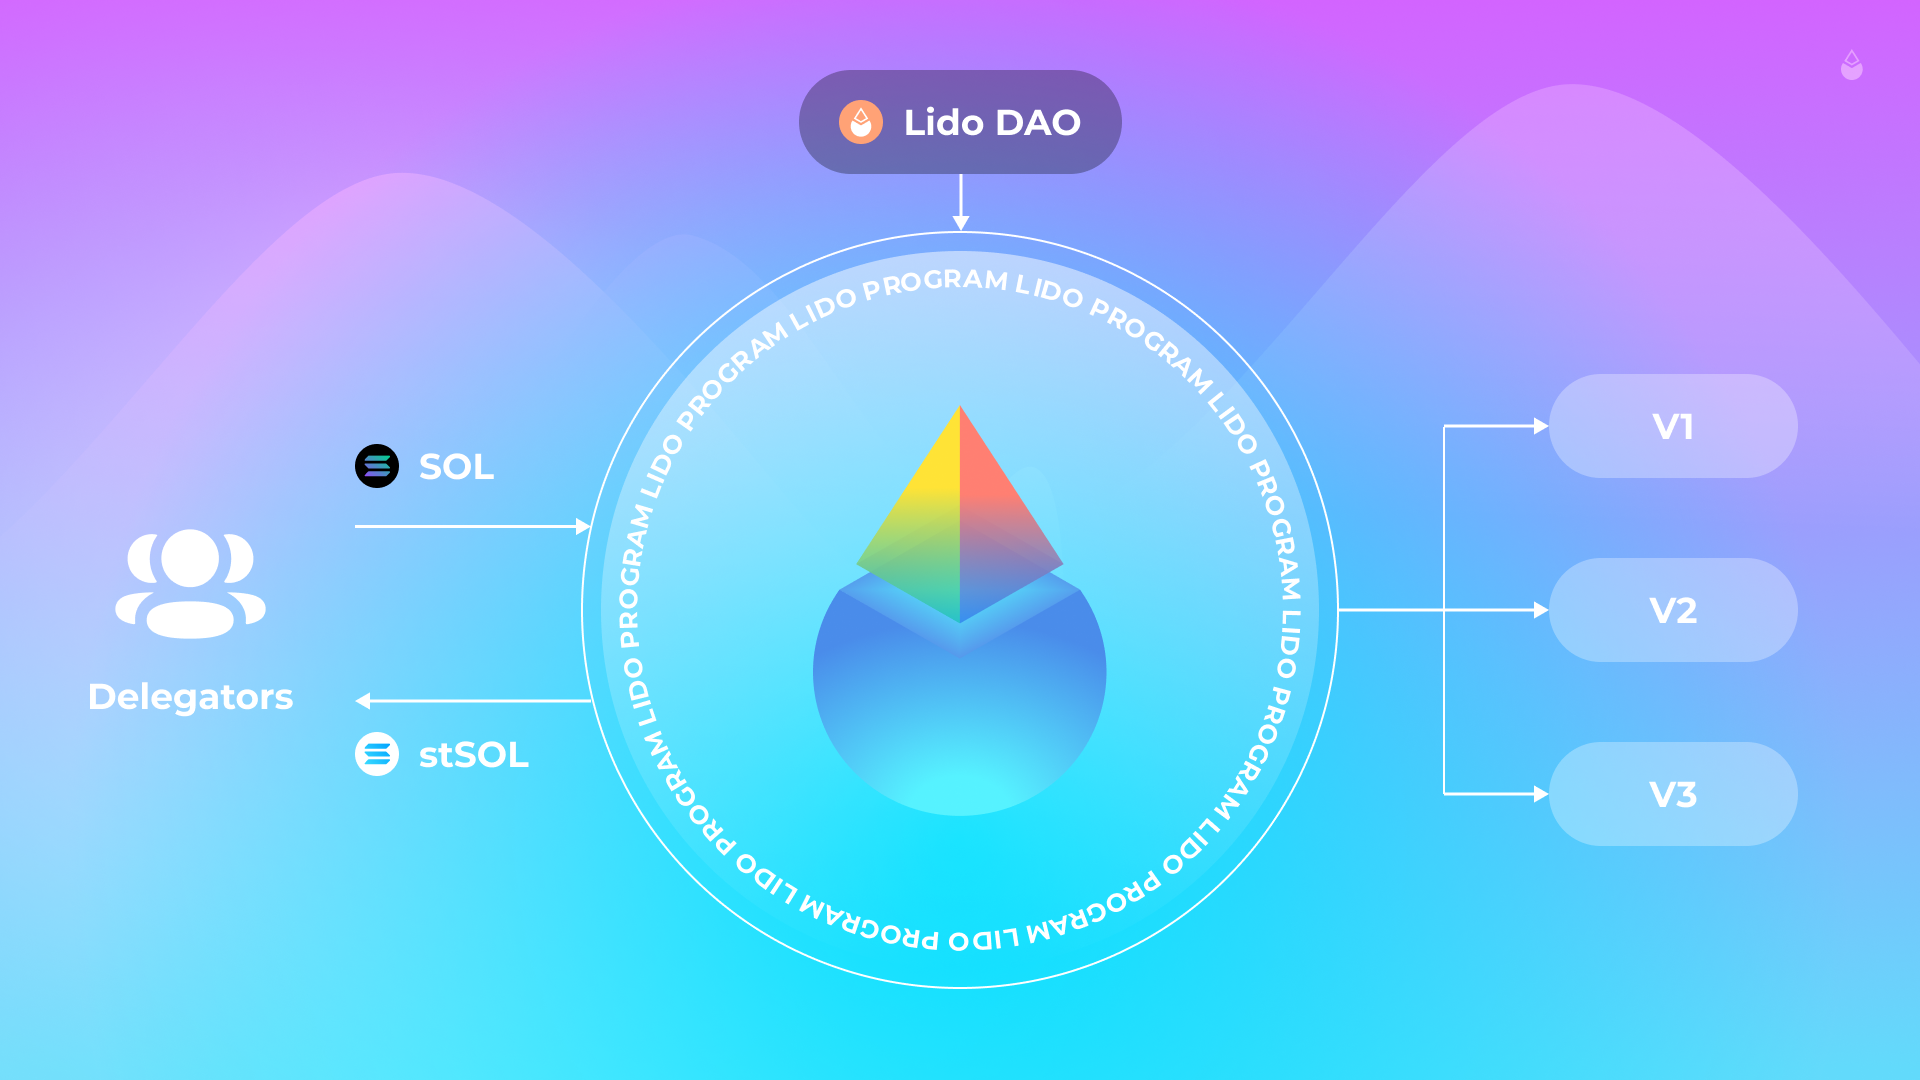 Lido DAO
LIDO PROGRAM LIDO PROGRAM LIDO PROGRAM LIDO PROGRAM LIDO PROGRAM LIDO PROGRAM LIDO PROGRAM LIDO PROGRAM LIDO PROGRAM
SOL
Delegators
stSOL
V1
V2
V3